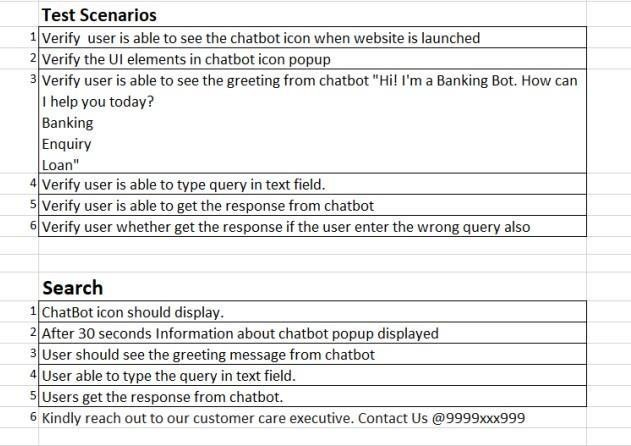 Test Scenarios
1 Verify user is able to see the chatbot icon when website is launched
2 Verify the UI elements in chatbot icon popup
3 Verify user is able to see the greeting from chatbot "Hi! I'm a Banking Bot. How can
I help you today?
Banking
Enquiry
Loan"
4 Verify user is able to type query in text field.
5 Verify user is able to get the response from chatbot
6 Verify user whether get the response if the user enter the wrong query also
Search
1 ChatBot icon should display.
2 After 30 seconds Information about chatbot popup displayed
3 User should see the greeting message from chatbot
4 User able to type the query in text field.
5 Users get the response from chatbot.
6 Kindly reach out to our customer care executive. Contact Us @9999xxx999